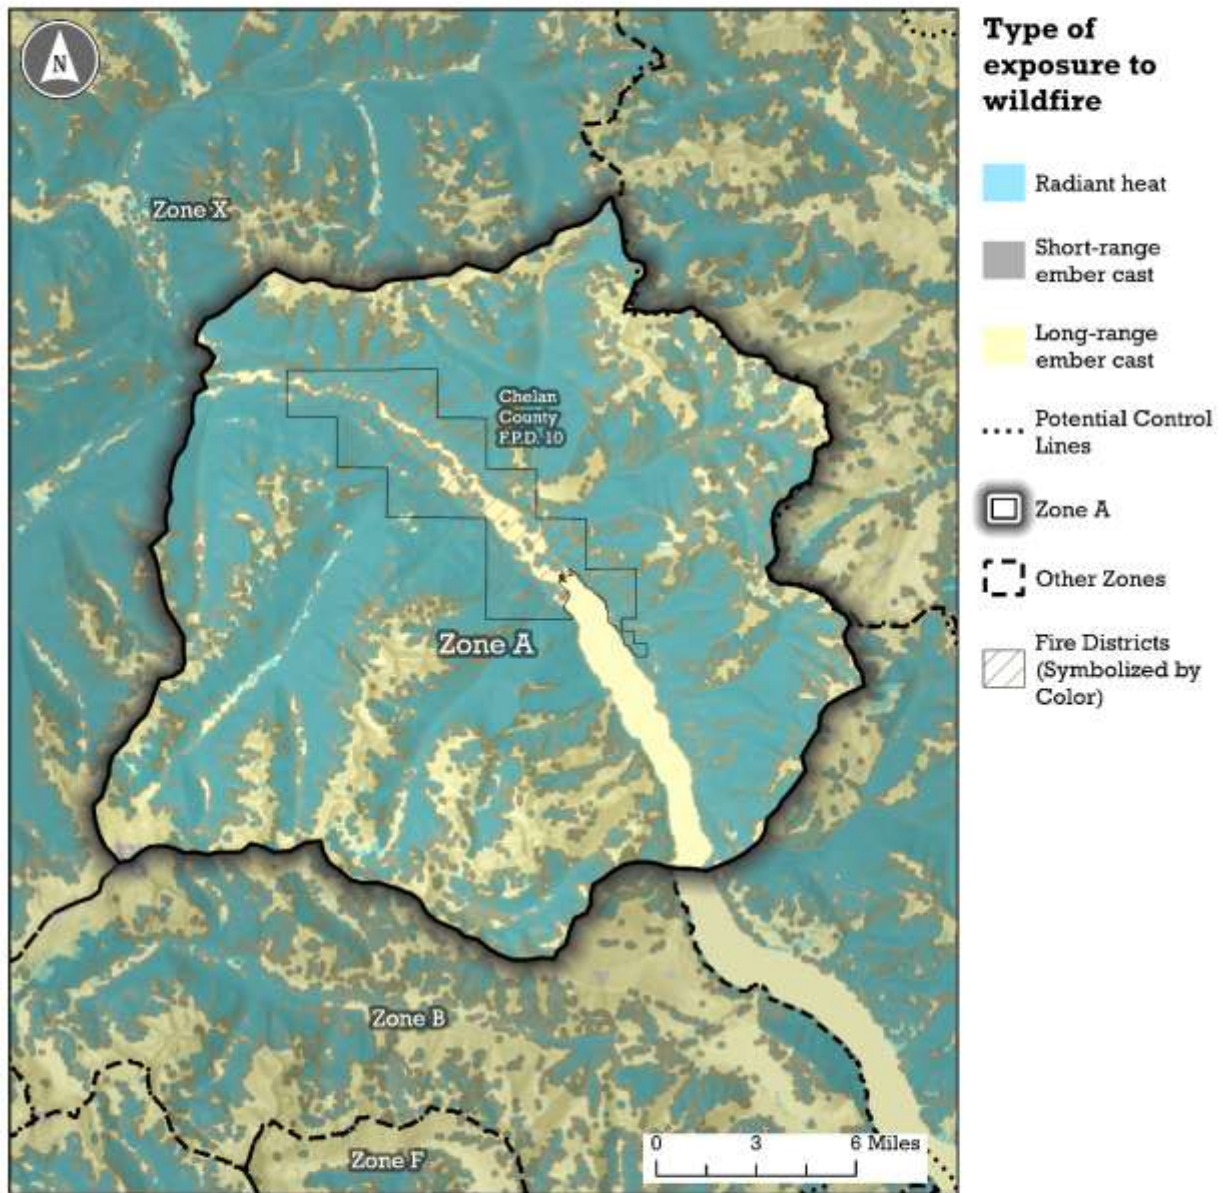 N
Zone X
Chelan
County
F.P.D. 10
Zone A
Zone B
Zone F
0 3 6 Miles
Type of
exposure to
wildfire
Radiant heat
Short-range
ember cast
Long-range
ember cast
Potential Control
Lines
Zone A
Other Zones
Fire Districts
(Symbolized by
Color)